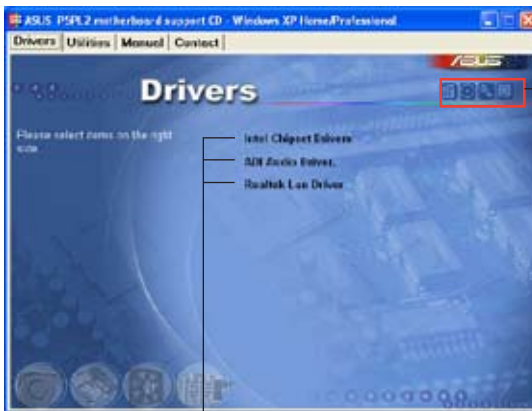 ASUS P5PL2 motherboard support CD - Windows XP Home/Professional
Drivers Utilities Manual Contact
ASUS
Drivers
Please select items on the right
side.
Intel Chipset Drivers
ADI Audio Driver.
Realtek Lan Driver